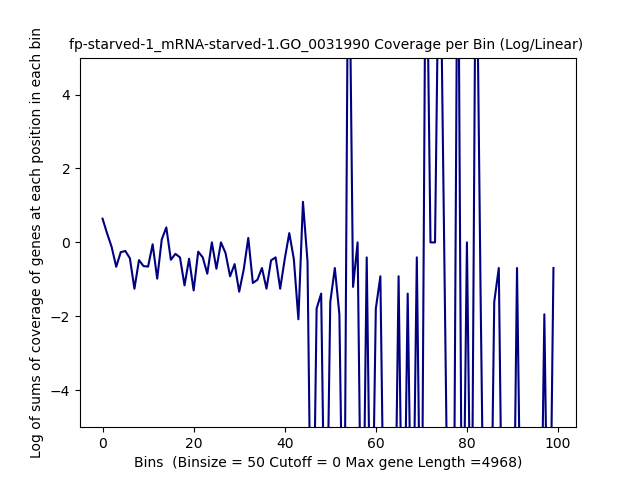 fp-starved-1_mRNA-starved-1.GO_0031990 Coverage per Bin (Log/Linear)
Log of sums of coverage of genes at each position in each bin
4
2
0
−2
−4
0 20 40 60 80 100
Bins  (Binsize = 50 Cutoff = 0 Max gene Length =4968)